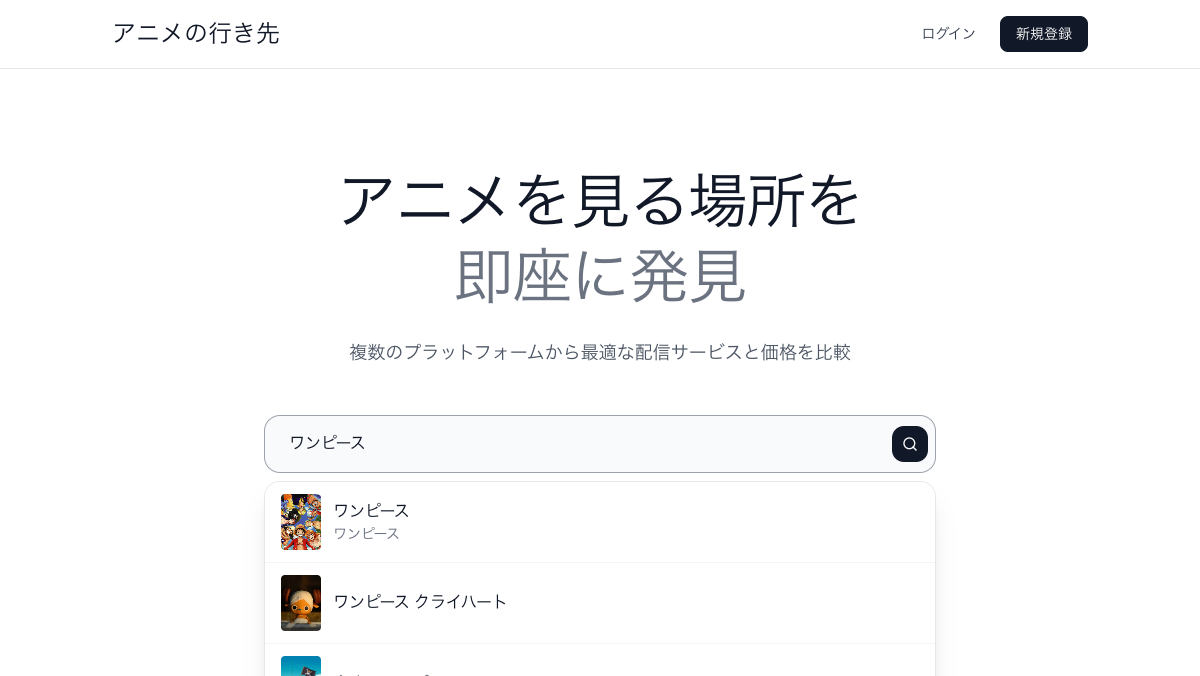 アニメの行き先
ログイン
新規登録
アニメを見る場所を
即座に発見
複数のプラットフォームから最適な配信サービスと価格を比較
ワンピース
ワンピース
ワンピース
ワンピース クライハート